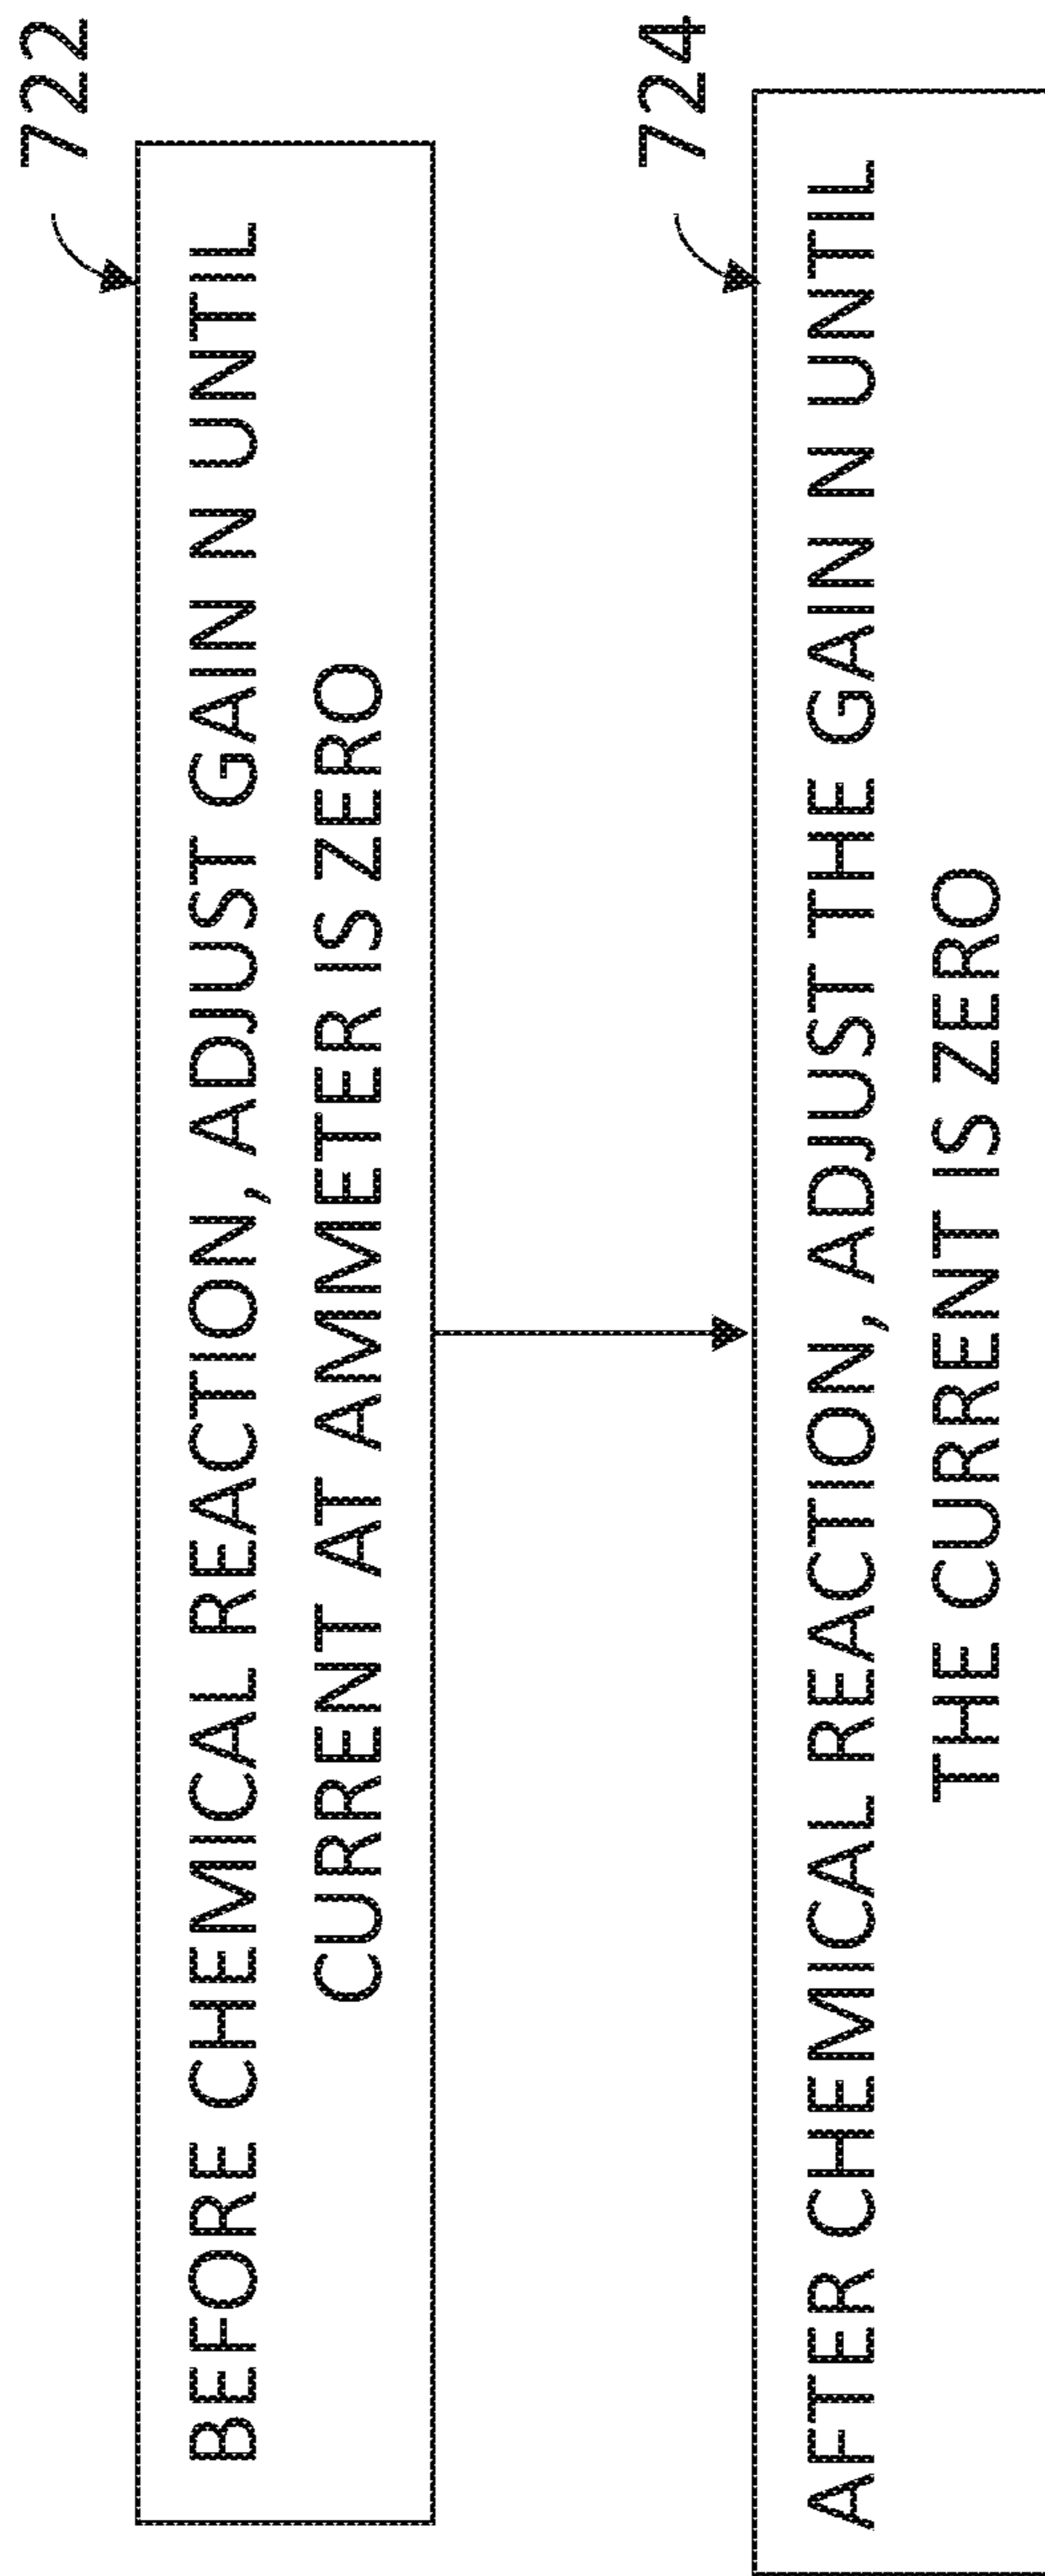 722
BEFORE CHEMICAL REACTION, ADJUST GAIN N UNTIL
CURRENT AT AMMETER IS ZERO
724
AFTER CHEMICAL REACTION, ADJUST THE GAIN N UNTIL
THE CURRENT IS ZERO